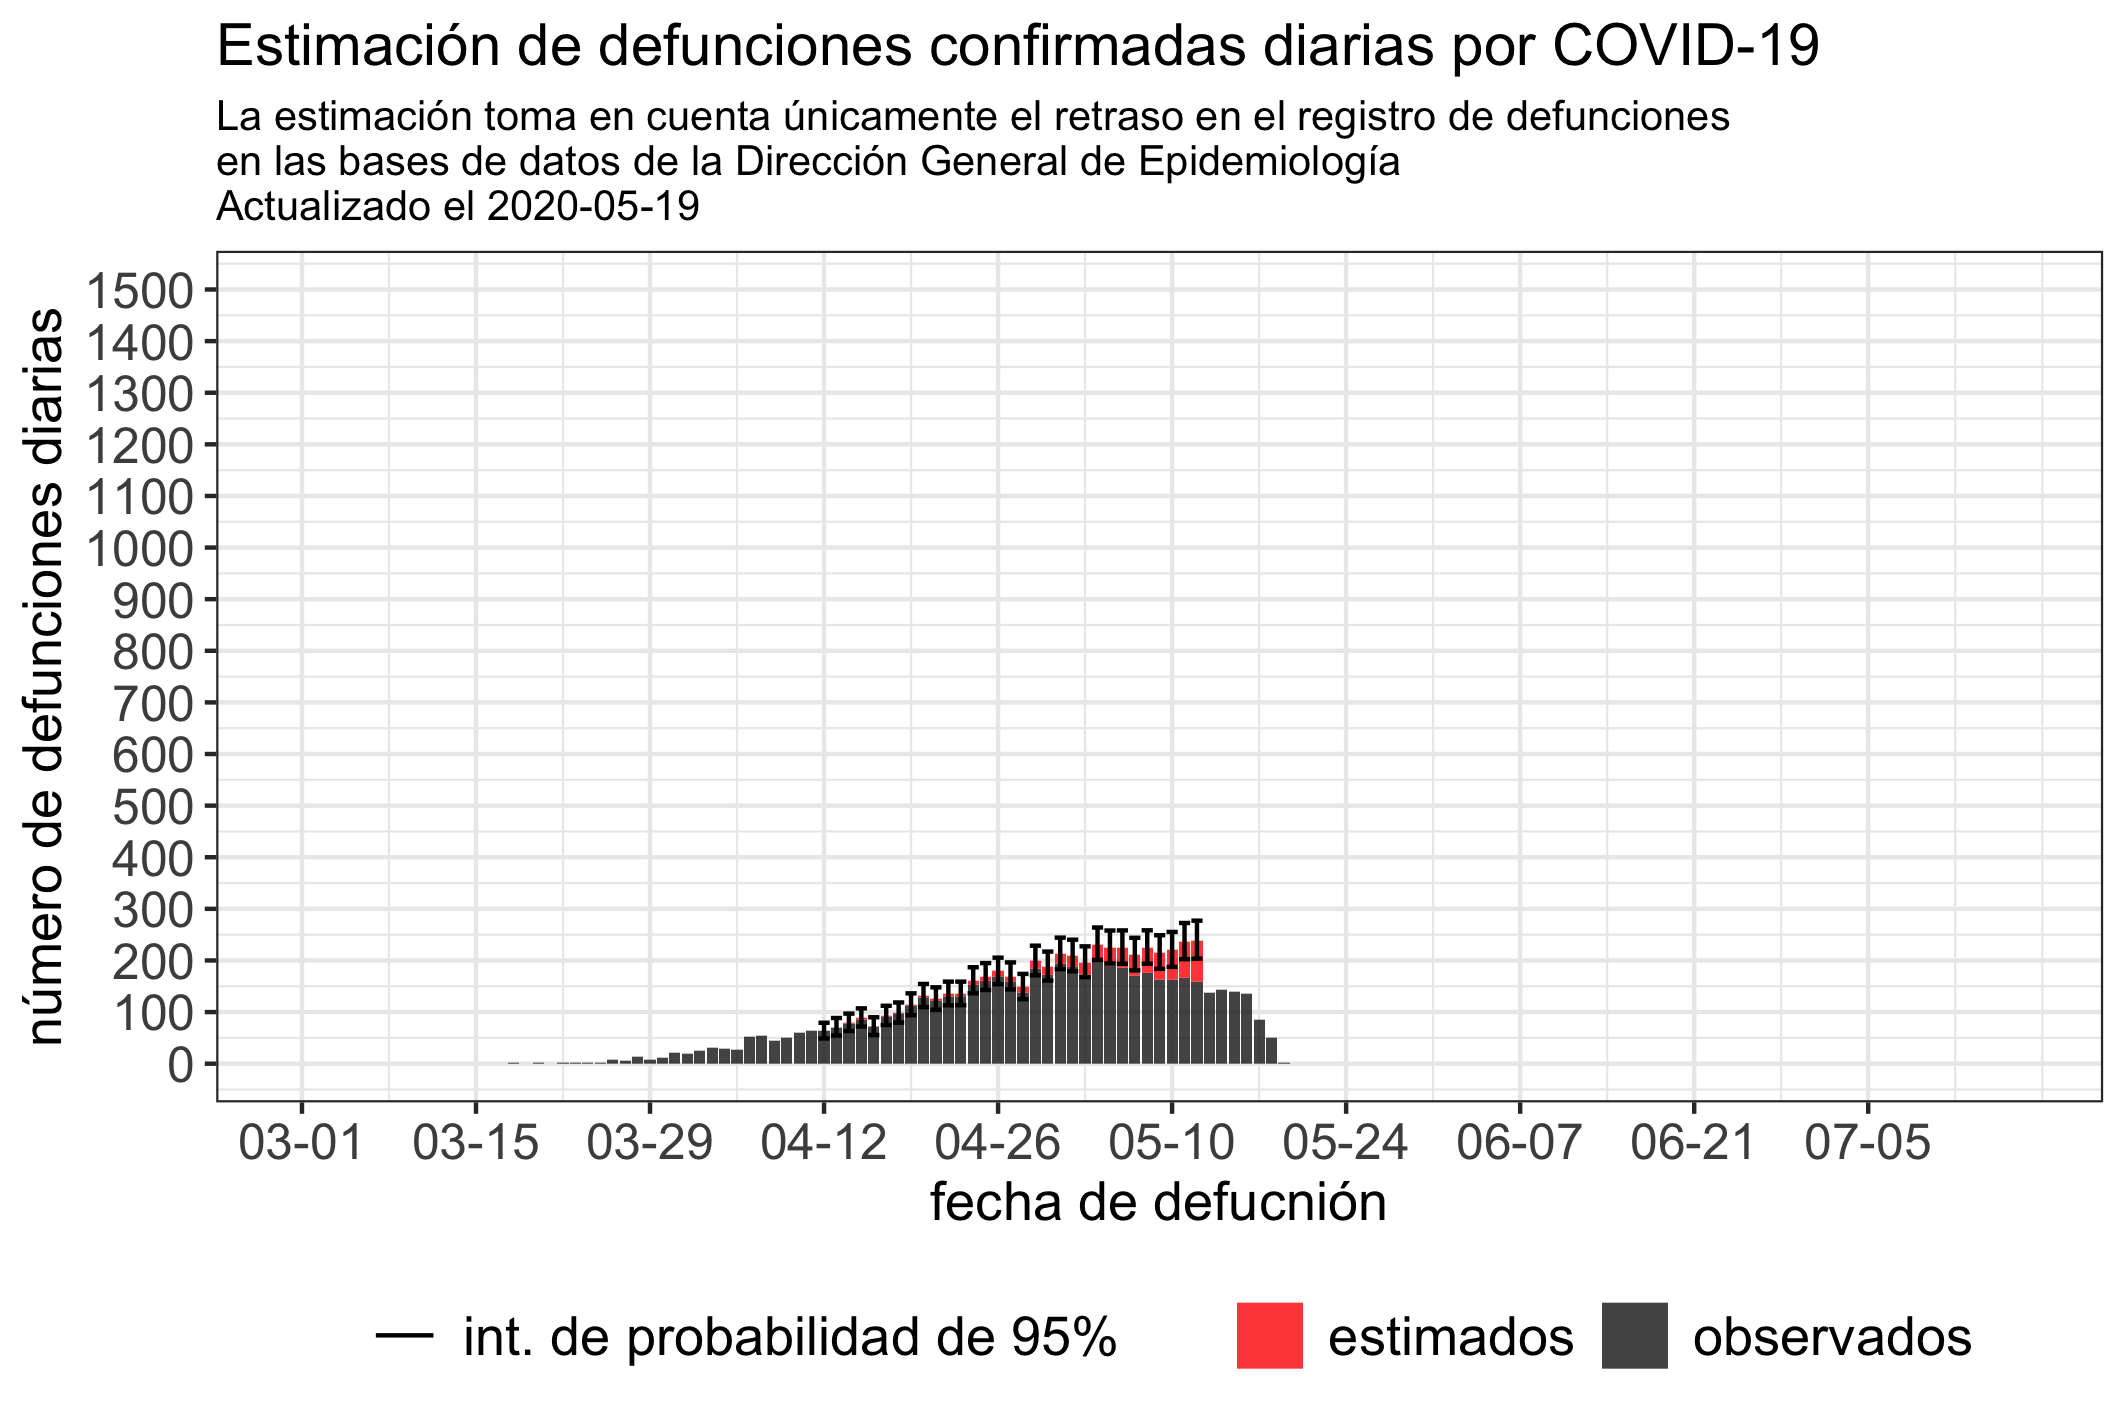 Estimación de defunciones confirmadas diarias por COVID-19
La estimación toma en cuenta únicamente el retraso en el registro de defunciones
en las bases de datos de la Dirección General de Epidemiología
Actualizado el 2020-05-19
número de defunciones diarias
1500
1400
1300
1200
1100
1000
900
800
700
600
500
400
300
200
100
0
03-01 03-15 03-29 04-12 04-26 05-10 05-24 06-07 06-21 07-05
fecha de defucnión
int. de probabilidad de 95% estimados observados